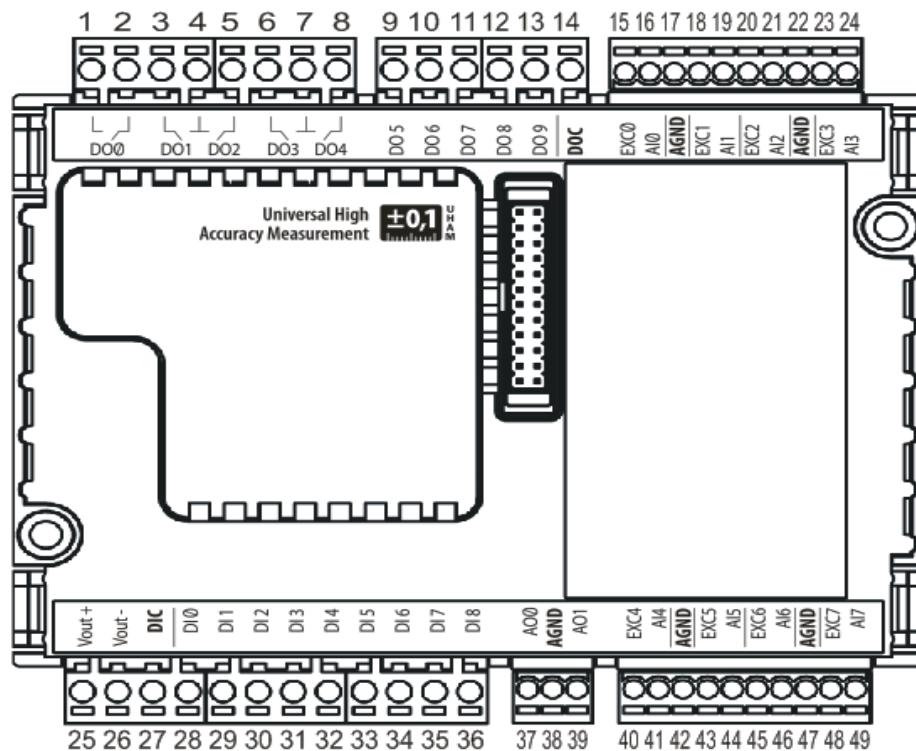 1 2 3 4 5 6 7 8 9 10 11 12 13 14 15 16 17 18 19 20 21 22 23 24
DO0 DO1 DO2 DO3 DO4 DO5 DO6 DO7 DO8 DO9 DOC EXC0 AI0 AGND EXC1 AI1 EXC2 AI2 AGND EXC3 AI3
Universal High
Accuracy Measurement
±0,1
UHAM
Vout+ Vout- DIC DI0 DI1 DI2 DI3 DI4 DI5 DI6 DI7 DI8 AO0 AGND AO1 EXC4 AI4 AGND EXC5 AI5 EXC6 AI6 AGND EXC7 AI7
25 26 27 28 29 30 31 32 33 34 35 36 37 38 39 40 41 42 43 44 45 46 47 48 49